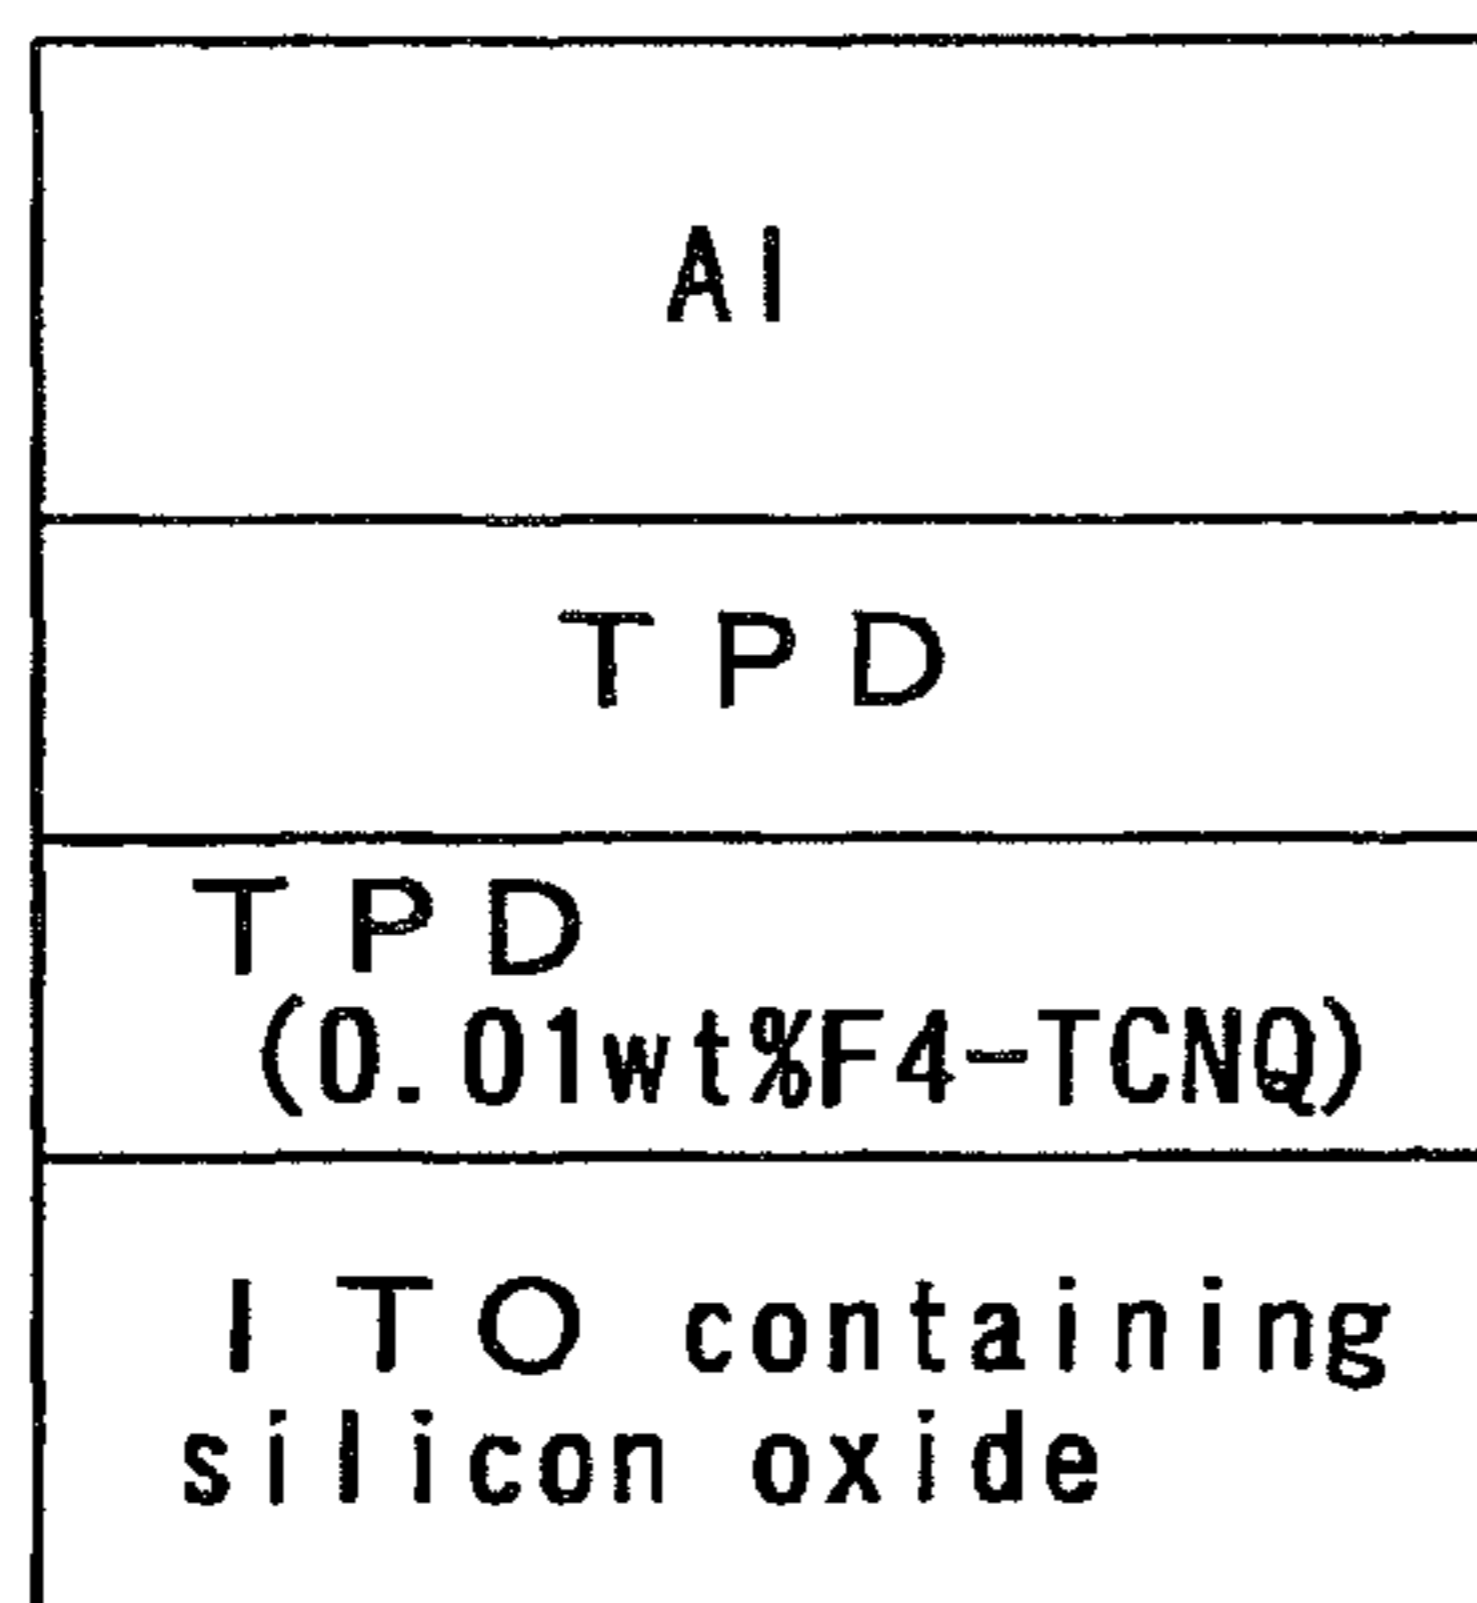 Al
TPD
TPD
(0.01wt%F4-TCNQ)
ITO containing
silicon oxide